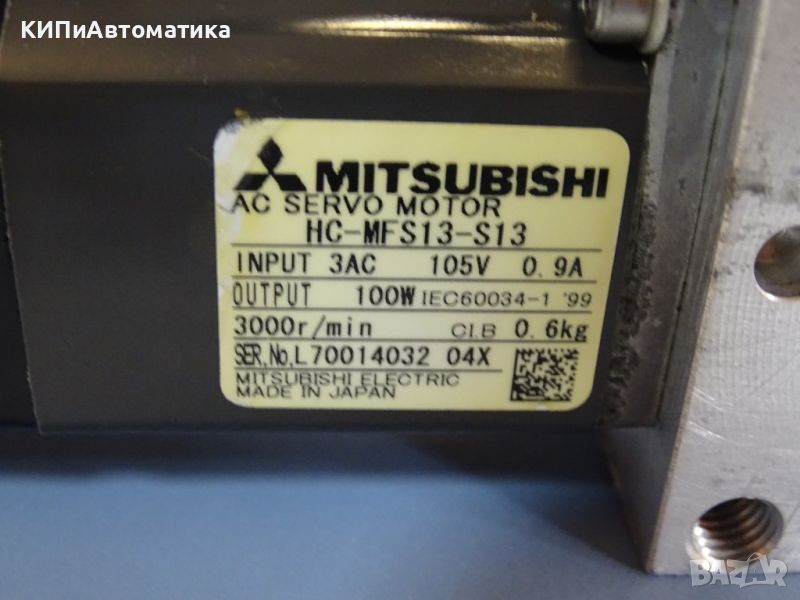 КИПиАвтоматика
MITSUBISHI
AC SERVO MOTOR
HC-MFS13-S13
INPUT 3AC 105V 0.9A
OUTPUT 100W IEC60034-1 '99
3000r/min CI.B 0.6kg
SER.No.L70014032 04X
MITSUBISHI ELECTRIC
MADE IN JAPAN
BAZAR